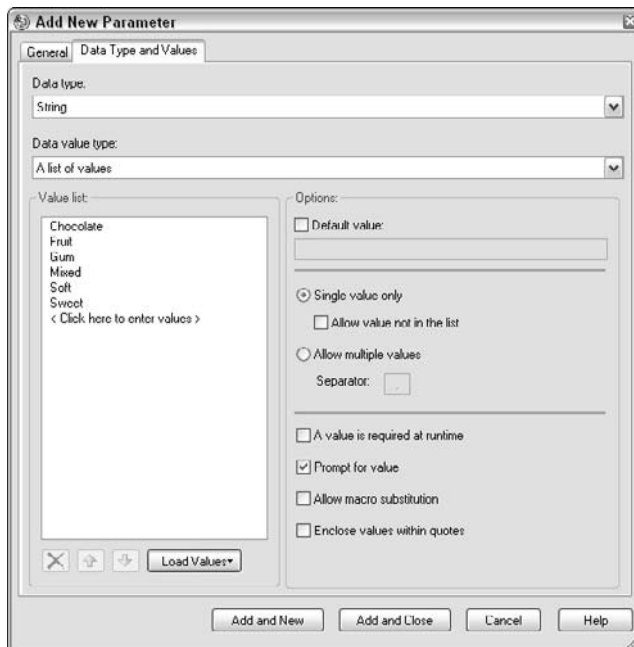 Add New Parameter
General
Data Type and Values
Data type:
String
Data value type:
A list of values
Value list:
Chocolate
Fruit
Gum
Mixed
Soft
Sweet
< Click here to enter values >
Load Values
Options:
Default value:
Single value only
Allow value not in the list
Allow multiple values
Separator: ,
A value is required at runtime
Prompt for value
Allow macro substitution
Enclose values within quotes
Add and New
Add and Close
Cancel
Help